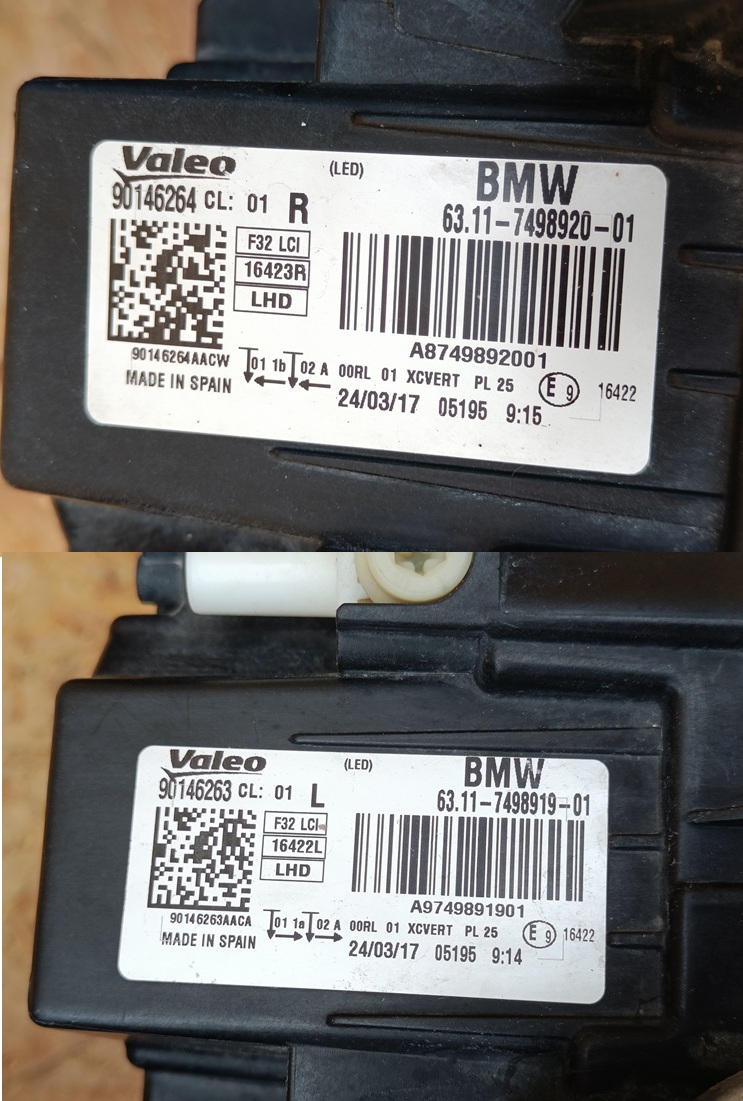 Valeo (LED) BMW
90146264 CL: 01 R 63.11-7498920-01
F32 LCI
16423R
LHD
90146264AACW A8749892001
MADE IN SPAIN 01 1b 02 A 00RL 01 XCVERT PL 25 E 9 16422
24/03/17 05195 9:15
Valeo (LED) BMW
90146263 CL: 01 L 63.11-7498919-01
F32 LCI
16422L
LHD
90146263AACA A9749891901
MADE IN SPAIN 01 1a 02 A 00RL 01 XCVERT PL 25 E 9 16422
24/03/17 05195 9:14